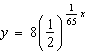 y = 8(1/2)^(1/65 x)